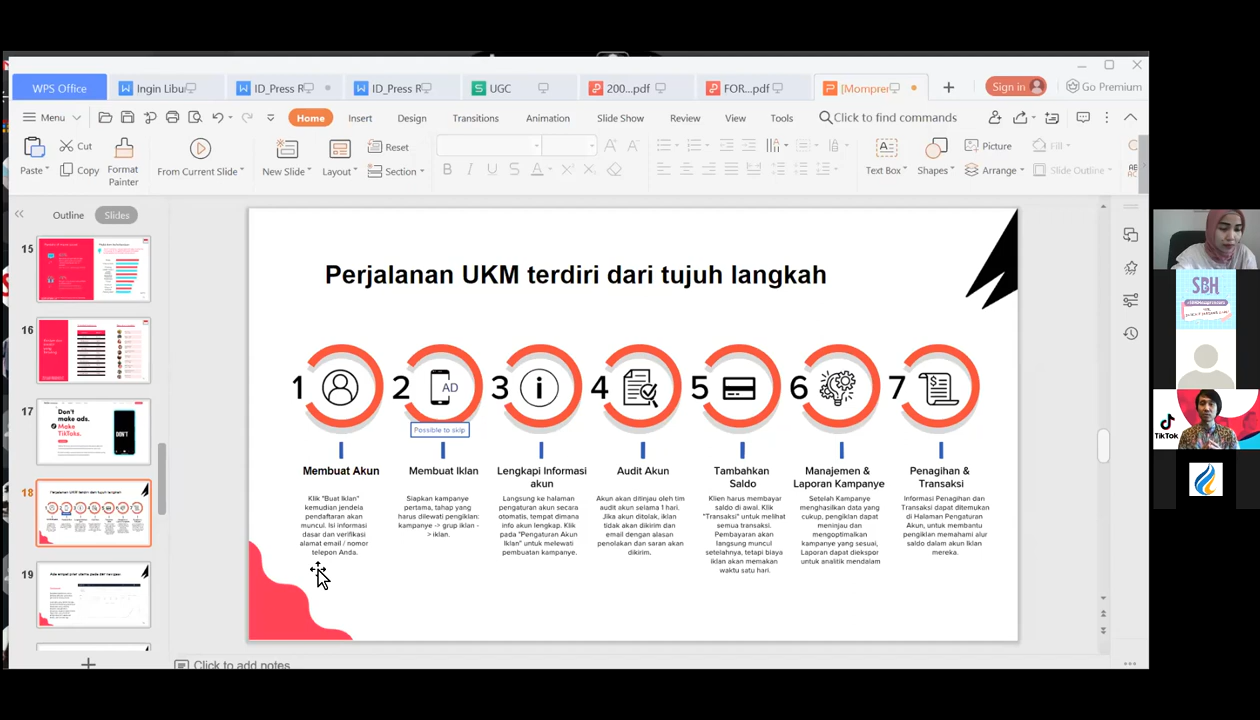 WPS Office
Ingin Libu
ID_Press R
ID_Press R
UGC
200...pdf
FOR...pdf
[Mompren
Sign in
Go Premium
Menu
Home
Insert
Design
Transitions
Animation
Slide Show
Review
View
Tools
Click to find commands
Paste
Cut
Copy
Format
Painter
From Current Slide
New Slide
Layout
Reset
Section
B I U S A
Text Box
Shapes
Picture
Arrange
Fill
Slide Outline
Outline
Slides
15
16
17
Don't
make ads.
Make
TikToks.
DON'T
18
Perjalanan UKM terdiri dari tujuh langkah
19
Perjalanan UKM terdiri dari tujuh langkah
1
2
AD
3
i
4
5
6
7
Possible to skip
Membuat Akun
Klik "Buat Iklan"
kemudian jendela
pendaftaran akan
muncul. Isi informasi
dasar dan verifikasi
alamat email / nomor
telepon Anda.
Membuat Iklan
Siapkan kampanye
pertama, tahap yang
harus dilewati pengiklan:
kampanye -> grup iklan -
> iklan.
Lengkapi Informasi
akun
Langsung ke halaman
pengaturan akun secara
otomatis, tempat dimana
info akun lengkap. Klik
pada "Pengaturan Akun
Iklan" untuk melewati
pembuatan kampanye.
Audit Akun
Akun akan ditinjau oleh tim
audit akun selama 1 hari.
Jika akun ditolak, iklan
tidak akan dikirim dan
email dengan alasan
penolakan dan saran akan
dikirim.
Tambahkan
Saldo
Klien harus membayar
saldo di awal. Klik
"Transaksi" untuk melihat
semua transaksi.
Pembayaran akan
langsung muncul
setelahnya, tetapi biaya
iklan akan memakan
waktu satu hari.
Manajemen &
Laporan Kampanye
Setelah Kampanye
menghasilkan data yang
cukup, pengiklan dapat
meninjau dan
mengoptimalkan
kampanye yang sesuai,
Laporan dapat diekspor
untuk analitik mendalam
Penagihan &
Transaksi
Informasi Penagihan dan
Transaksi dapat ditemukan
di Halaman Pengaturan
Akun, untuk membantu
pengiklan memahami alur
saldo dalam akun Iklan
mereka.
Click to add notes
SBH
TikTok